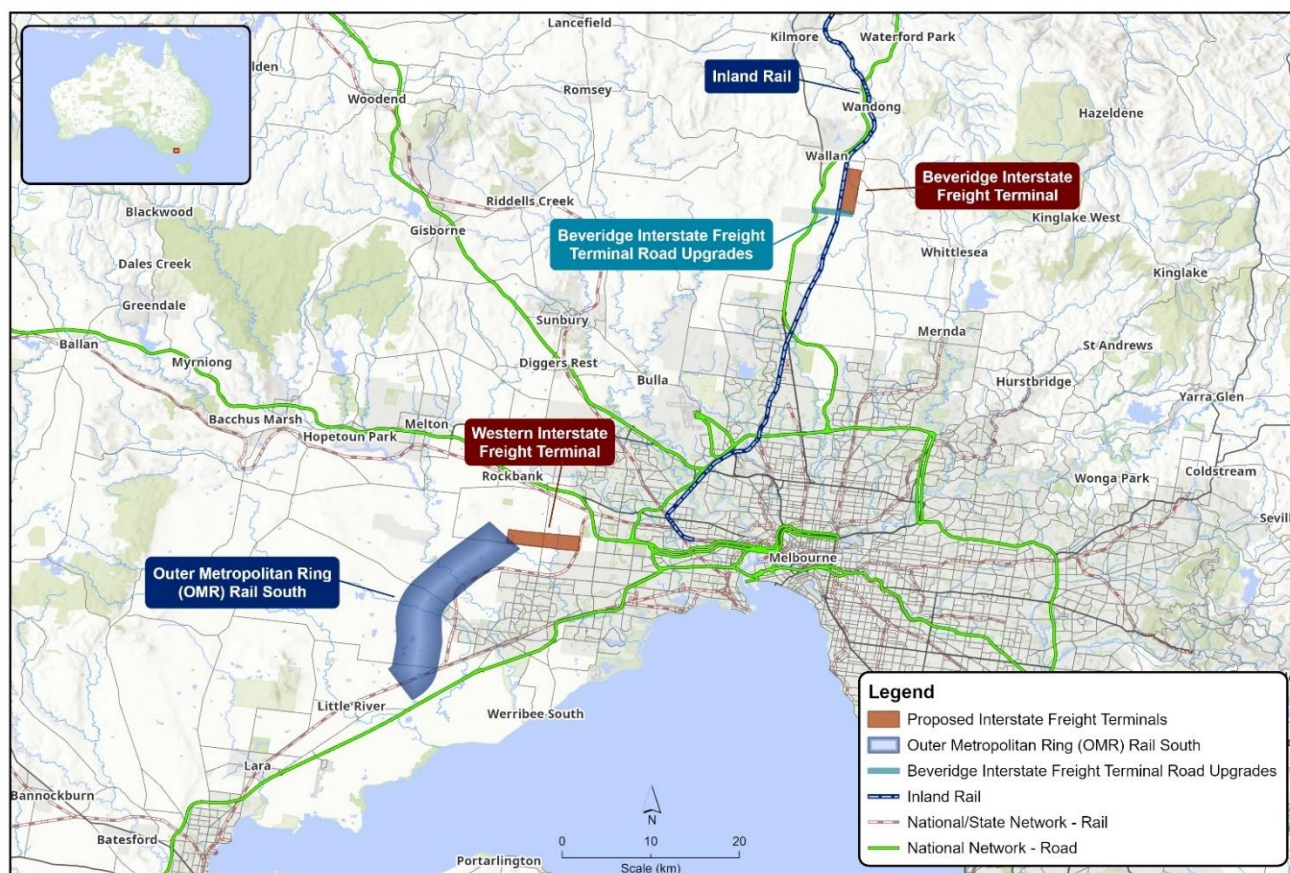 Lancefield
Kilmore
Waterford Park
lden
Inland Rail
Woodend
Romsey
Wandong
Hazeldene
Wallan
Beveridge Interstate
Freight Terminal
Blackwood
Riddells Creek
Kinglake West
Gisborne
Beveridge Interstate Freight
Terminal Road Upgrades
Whittlesea
Dales Creek
Kinglake
Greendale
Sunbury
Mernda
St Andrews
Ballan
Myrniong
Diggers Rest
Bulla
Hurstbridge
Yarra Glen
Bacchus Marsh
Melton
Hopetoun Park
Western Interstate
Freight Terminal
Rockbank
Wonga Park
Coldstream
Sevil
Melbourne
Outer Metropolitan Ring
(OMR) Rail South
Little River
Werribee South
Lara
Bannockburn
Batesford
Portarlington
N
0 10 20
Scale (km)
Legend
Proposed Interstate Freight Terminals
Outer Metropolitan Ring (OMR) Rail South
Beveridge Interstate Freight Terminal Road Upgrades
Inland Rail
National/State Network - Rail
National Network - Road